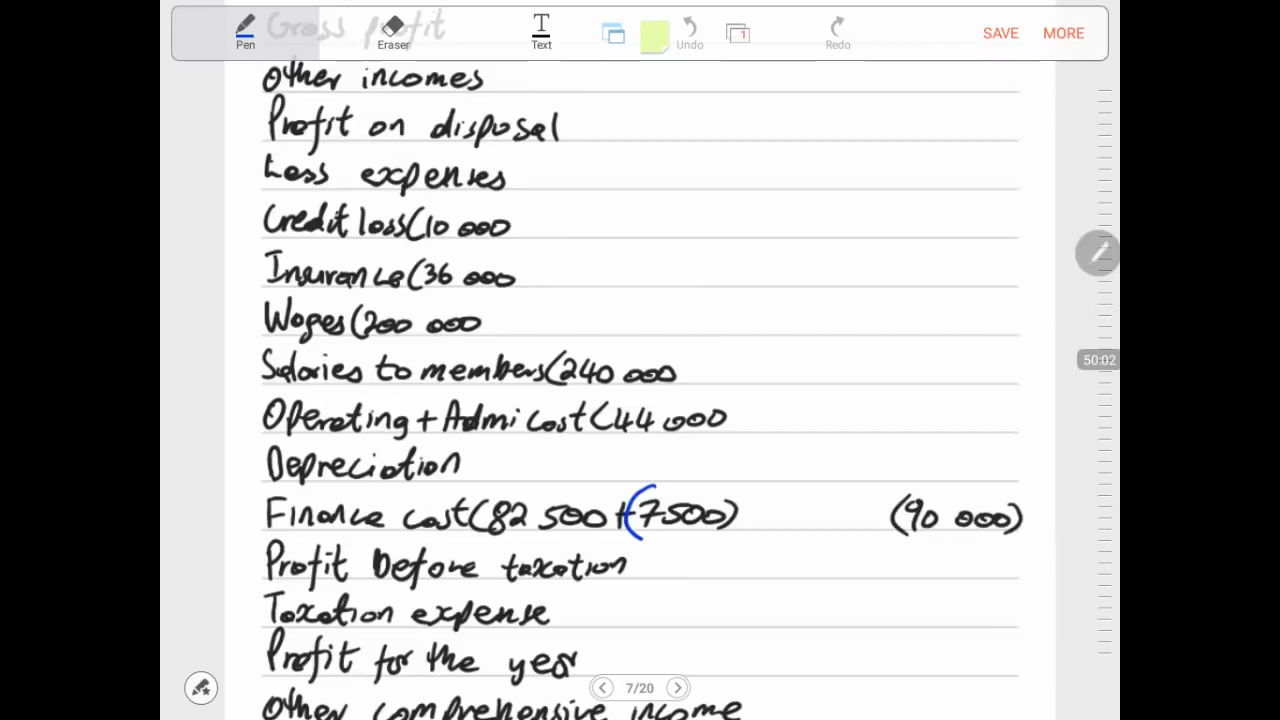 Gross profit
Pen
Eraser
Text
Undo
1
Redo
SAVE
MORE
Other incomes
Profit on disposal
Less expenses
Credit loss(10 000
Insurance(36 000
Wages(200 000
50:02
Salaries to members(240 000
Operating + Admi cost(44 000
Depreciation
Finance cost(82 500 + (7500) (90 000)
Profit before taxation
Taxation expense
Profit for the year
7/20
Other comprehensive income